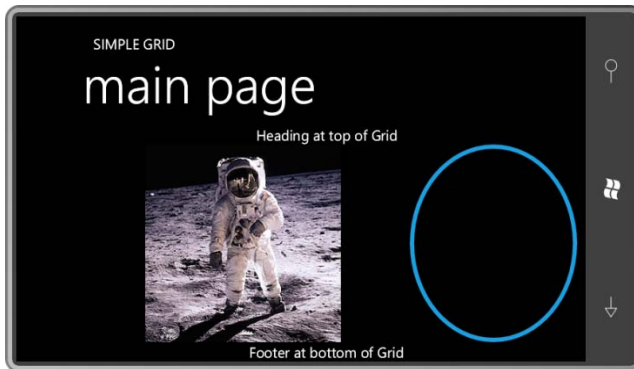 SIMPLE GRID
main page
Heading at top of Grid
Footer at bottom of Grid